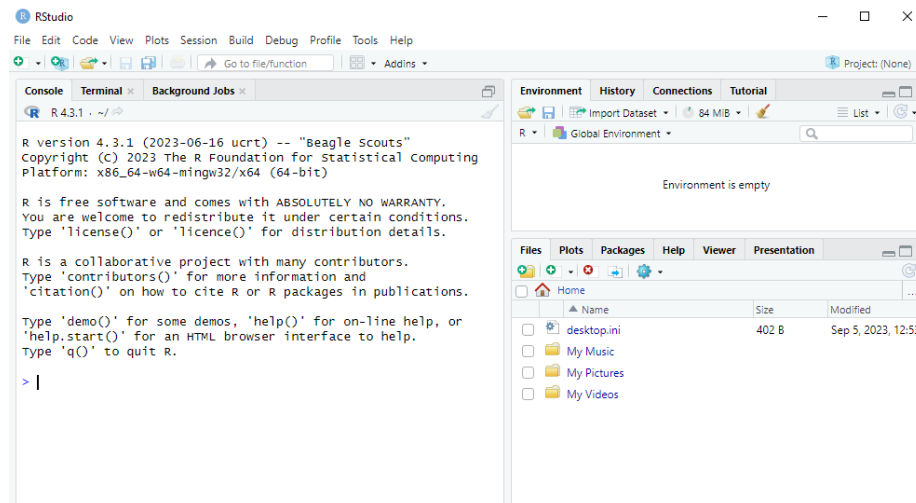 RStudio
File Edit Code View Plots Session Build Debug Profile Tools Help
Go to file/function Addins Project: (None)
Console Terminal Background Jobs
R 4.3.1 . ~/
R version 4.3.1 (2023-06-16 ucrt) -- "Beagle Scouts"
Copyright (C) 2023 The R Foundation for Statistical Computing
Platform: x86_64-w64-mingw32/x64 (64-bit)
R is free software and comes with ABSOLUTELY NO WARRANTY.
You are welcome to redistribute it under certain conditions.
Type 'license()' or 'licence()' for distribution details.
R is a collaborative project with many contributors.
Type 'contributors()' for more information and
'citation()' on how to cite R or R packages in publications.
Type 'demo()' for some demos, 'help()' for on-line help, or
'help.start()' for an HTML browser interface to help.
Type 'q()' to quit R.
>
Environment History Connections Tutorial
Import Dataset 84 MiB List
R Global Environment
Environment is empty
Files Plots Packages Help Viewer Presentation
Home ...
Name Size Modified
desktop.ini 402 B Sep 5, 2023, 12:53
My Music
My Pictures
My Videos